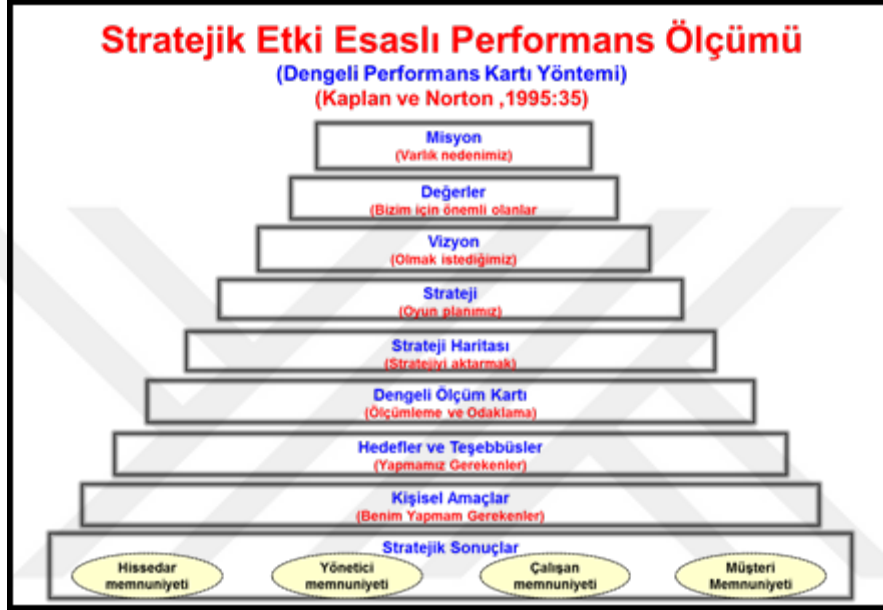 Stratejik Etki Esaslı Performans Ölçümü
(Dengeli Performans Kartı Yöntemi)
(Kaplan ve Norton ,1995:35)
Misyon
(Varlık nedenimiz)
Değerler
(Bizim için önemli olanlar
Vizyon
(Olmak istediğimiz)
Strateji
(Oyun planımız)
Strateji Haritası
(Stratejiyi aktarmak)
Dengeli Ölçüm Kartı
(Ölçümleme ve Odaklama)
Hedefler ve Teşebbüsler
(Yapmamız Gerekenler)
Kişisel Amaçlar
(Benim Yapmam Gerekenler)
Stratejik Sonuçlar
Hissedar
memnuniyeti
Yönetici
memnuniyeti
Çalışan
memnuniyeti
Müşteri
Memnuniyeti